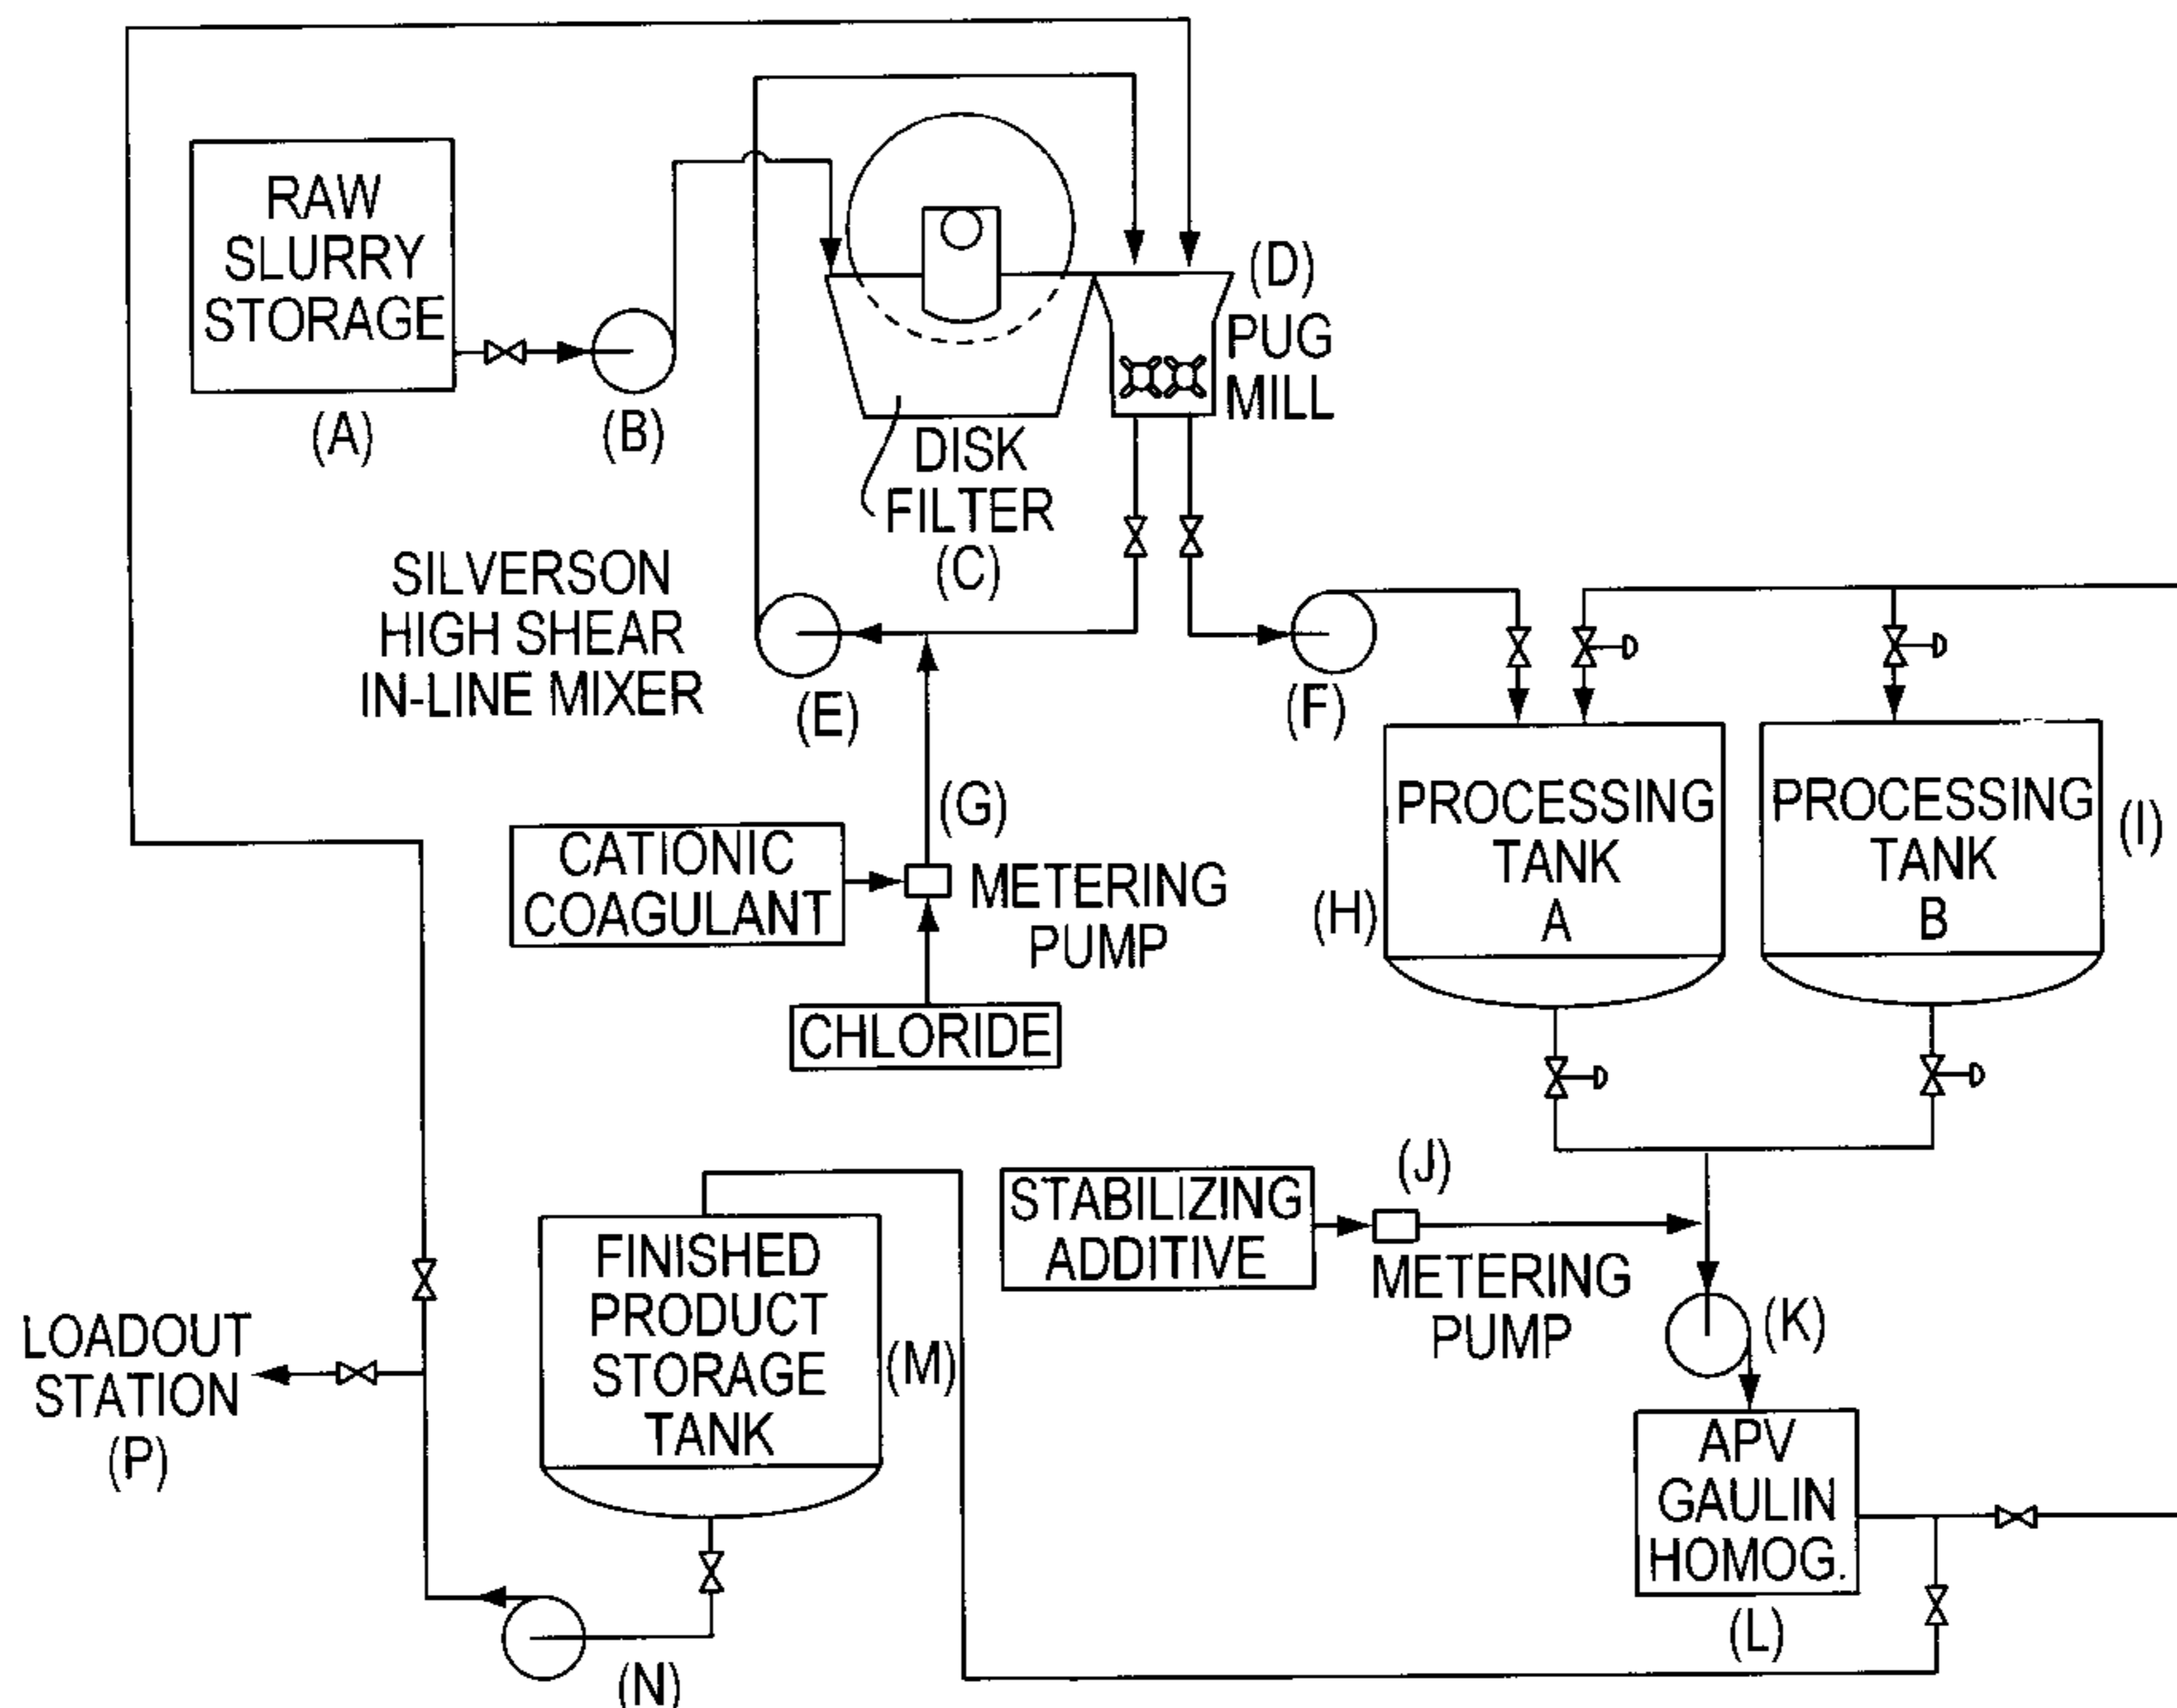 RAW
SLURRY
STORAGE
(A)
(B)
(D)
PUG
MILL
DISK
FILTER
(C)
SILVERSON
HIGH SHEAR
IN-LINE MIXER
(E)
(F)
(G)
CATIONIC
COAGULANT
METERING
PUMP
CHLORIDE
PROCESSING
TANK
A
(H)
PROCESSING
TANK
B
(I)
STABILIZING
ADDITIVE
(J)
METERING
PUMP
(K)
APV
GAULIN
HOMOG.
(L)
FINISHED
PRODUCT
STORAGE
TANK
(M)
LOADOUT
STATION
(P)
(N)